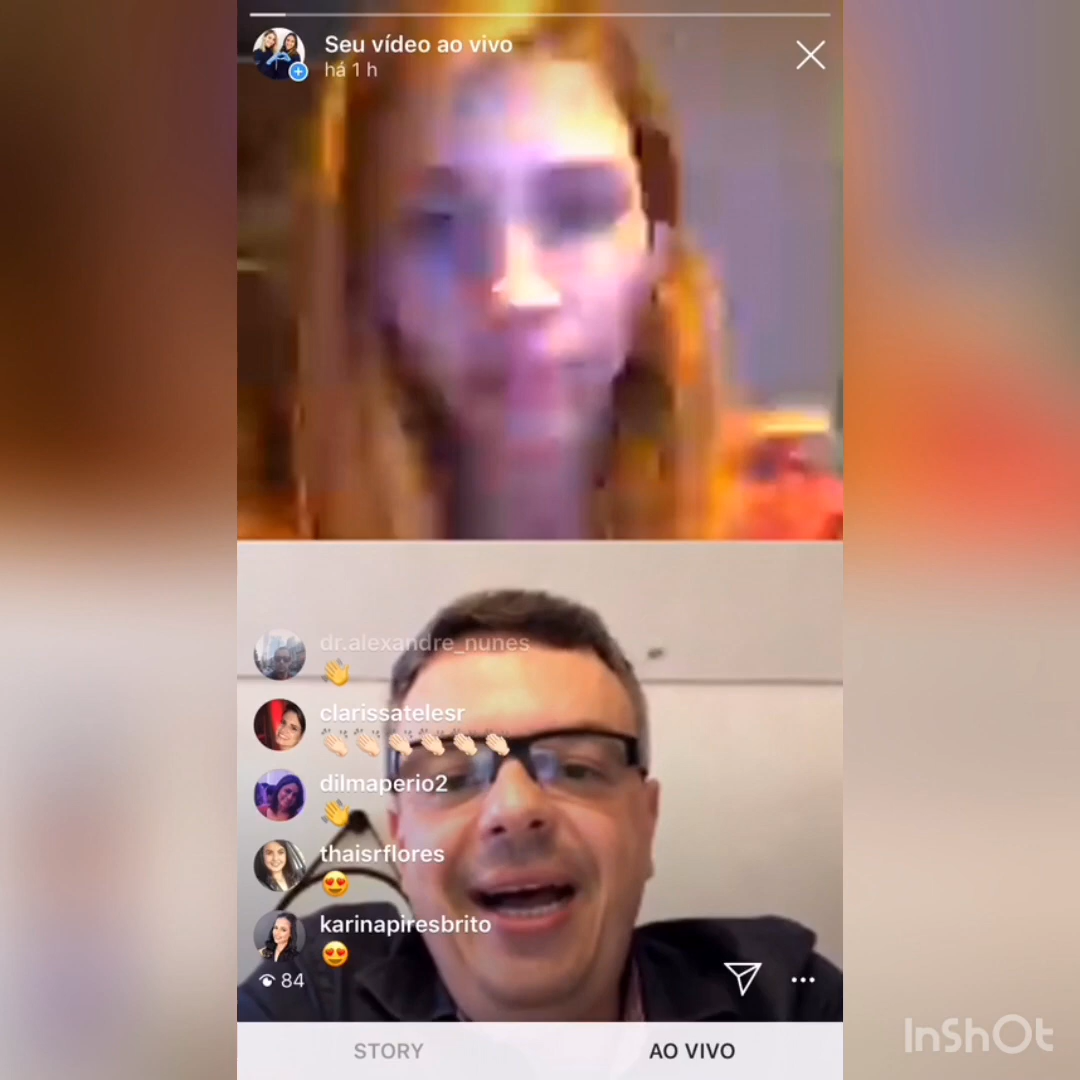 Seu vídeo ao vivo
há 1 h
dr.alexandre_nunes
clarissatelesr
dilmaperio2
thaisrflores
karinapiresbrito
84
STORY
AO VIVO
InShOt